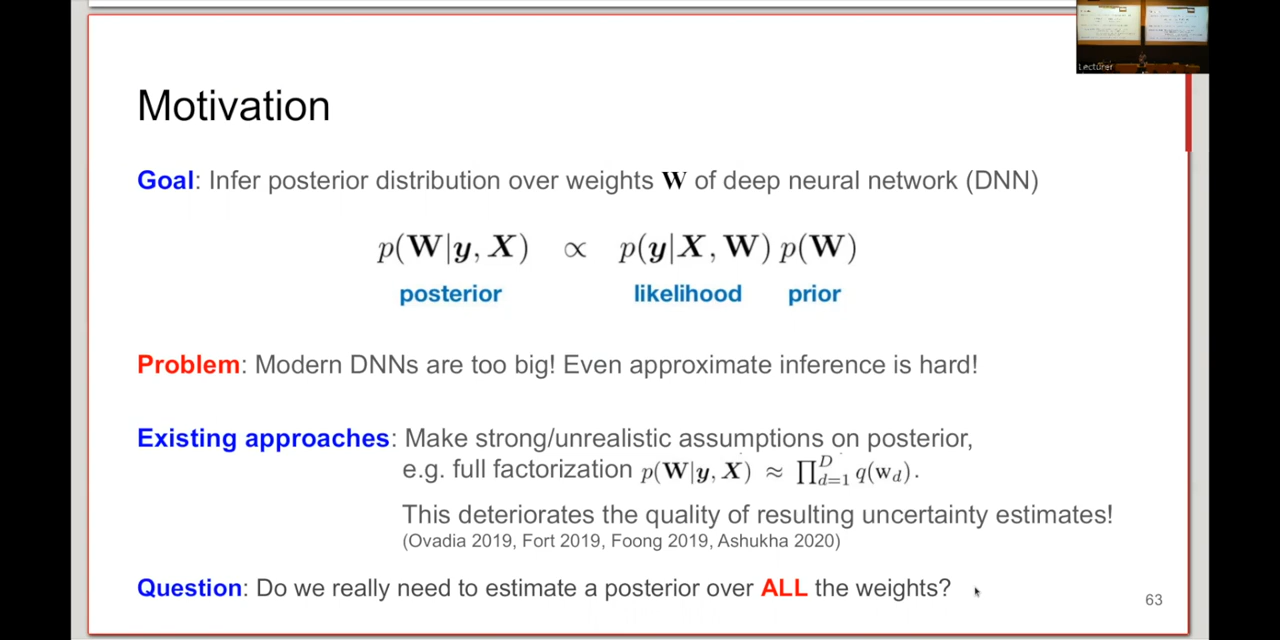 Lecturer
Motivation
Goal: Infer posterior distribution over weights W of deep neural network (DNN)
p(W|y, X) ∝ p(y|X, W) p(W)
posterior likelihood prior
Problem: Modern DNNs are too big! Even approximate inference is hard!
Existing approaches: Make strong/unrealistic assumptions on posterior,
e.g. full factorization p(W|y, X) ≈ ∏_{d=1}^{D} q(w_d).
This deteriorates the quality of resulting uncertainty estimates!
(Ovadia 2019, Fort 2019, Foong 2019, Ashukha 2020)
Question: Do we really need to estimate a posterior over ALL the weights?
63